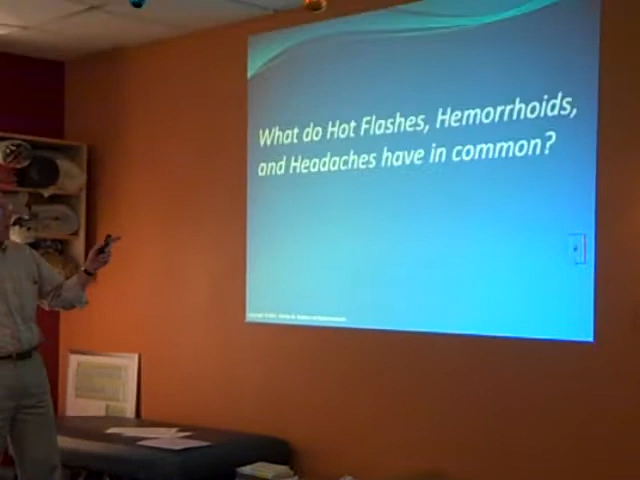 What do Hot Flashes, Hemorrhoids,
and Headaches have in common?